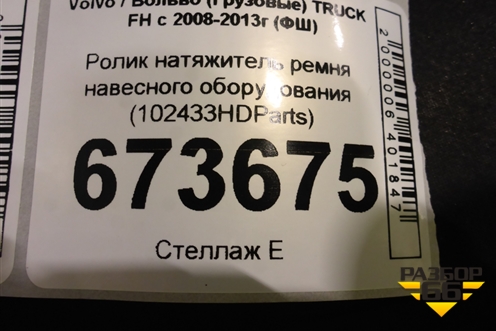 Volvo / Вольво (Грузовые) TRUCK
FH с 2008-2013г (ФШ)
Ролик натяжитель ремня
навесного оборудования
(102433HDParts)
673675
Стеллаж Е
2000006401847
РАЗБОР
66